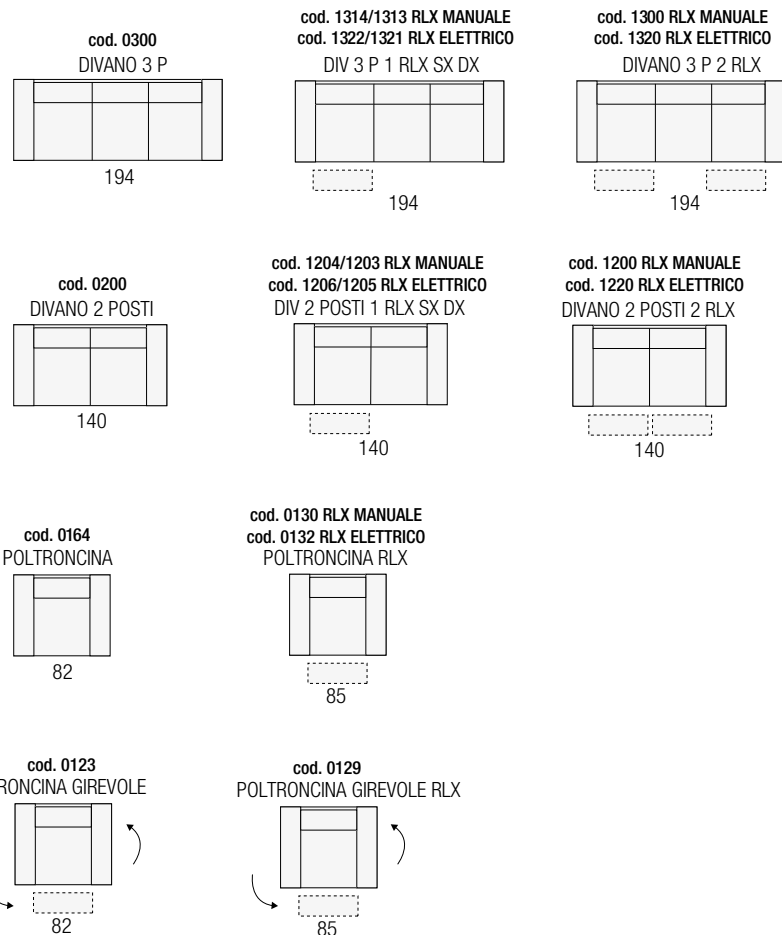 cod. 0300
DIVANO 3 P
194
cod. 1314/1313 RLX MANUALE
cod. 1322/1321 RLX ELETTRICO
DIV 3 P 1 RLX SX DX
194
cod. 1300 RLX MANUALE
cod. 1320 RLX ELETTRICO
DIVANO 3 P 2 RLX
194
cod. 0200
DIVANO 2 POSTI
140
cod. 1204/1203 RLX MANUALE
cod. 1206/1205 RLX ELETTRICO
DIV 2 POSTI 1 RLX SX DX
140
cod. 1200 RLX MANUALE
cod. 1220 RLX ELETTRICO
DIVANO 2 POSTI 2 RLX
140
cod. 0164
POLTRONCINA
82
cod. 0130 RLX MANUALE
cod. 0132 RLX ELETTRICO
POLTRONCINA RLX
85
cod. 0123
RONCINA GIREVOLE
82
cod. 0129
POLTRONCINA GIREVOLE RLX
85